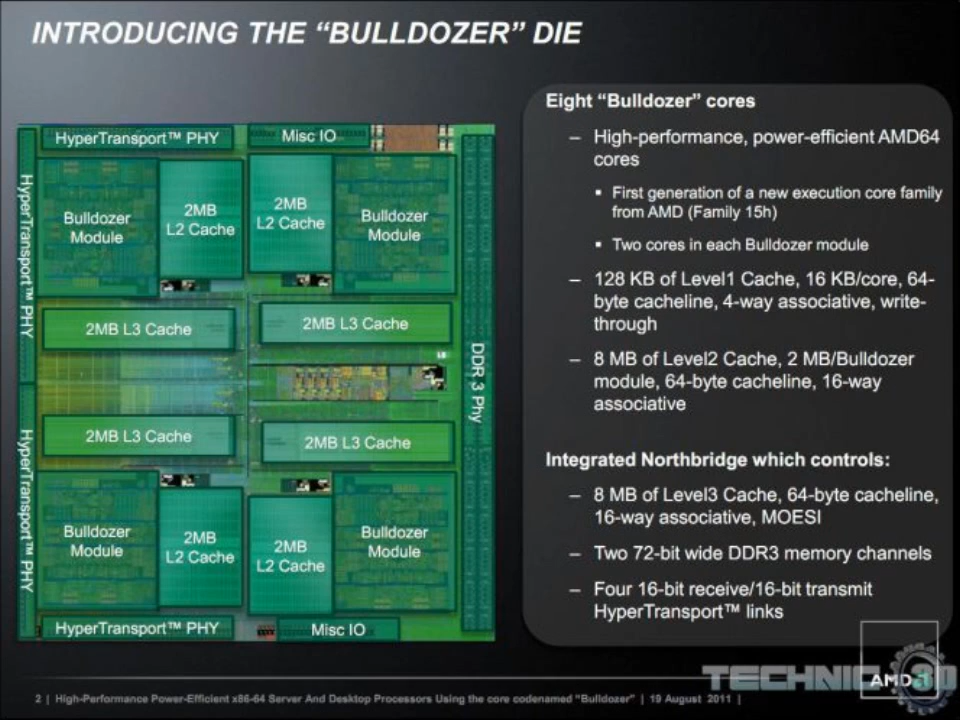 INTRODUCING THE “BULLDOZER” DIE
HyperTransport™ PHY
Misc IO
HyperTransport™ PHY
Bulldozer
Module
2MB
L2 Cache
2MB
L2 Cache
Bulldozer
Module
2MB L3 Cache
2MB L3 Cache
DDR 3 Phy
2MB L3 Cache
2MB L3 Cache
HyperTransport™ PHY
Bulldozer
Module
2MB
L2 Cache
2MB
L2 Cache
Bulldozer
Module
HyperTransport™ PHY
Misc IO
Eight “Bulldozer” cores
– High-performance, power-efficient AMD64
cores
▪ First generation of a new execution core family
from AMD (Family 15h)
▪ Two cores in each Bulldozer module
– 128 KB of Level1 Cache, 16 KB/core, 64-
byte cacheline, 4-way associative, write-
through
– 8 MB of Level2 Cache, 2 MB/Bulldozer
module, 64-byte cacheline, 16-way
associative
Integrated Northbridge which controls:
– 8 MB of Level3 Cache, 64-byte cacheline,
16-way associative, MOESI
– Two 72-bit wide DDR3 memory channels
– Four 16-bit receive/16-bit transmit
HyperTransport™ links
TECHNIC3D
AMD
2 | High-Performance Power-Efficient x86-64 Server And Desktop Processors Using the core codenamed "Bulldozer" | 19 August 2011 |